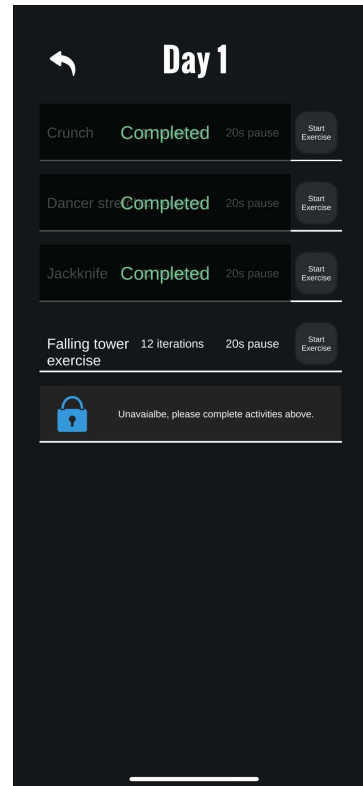 Day 1
Crunch Completed 20s pause Start
Exercise
Dancer stretch Completed 20s pause Start
Exercise
Jackknife Completed 20s pause Start
Exercise
Falling tower 12 iterations 20s pause Start
exercise Exercise
Unavaialbe, please complete activities above.